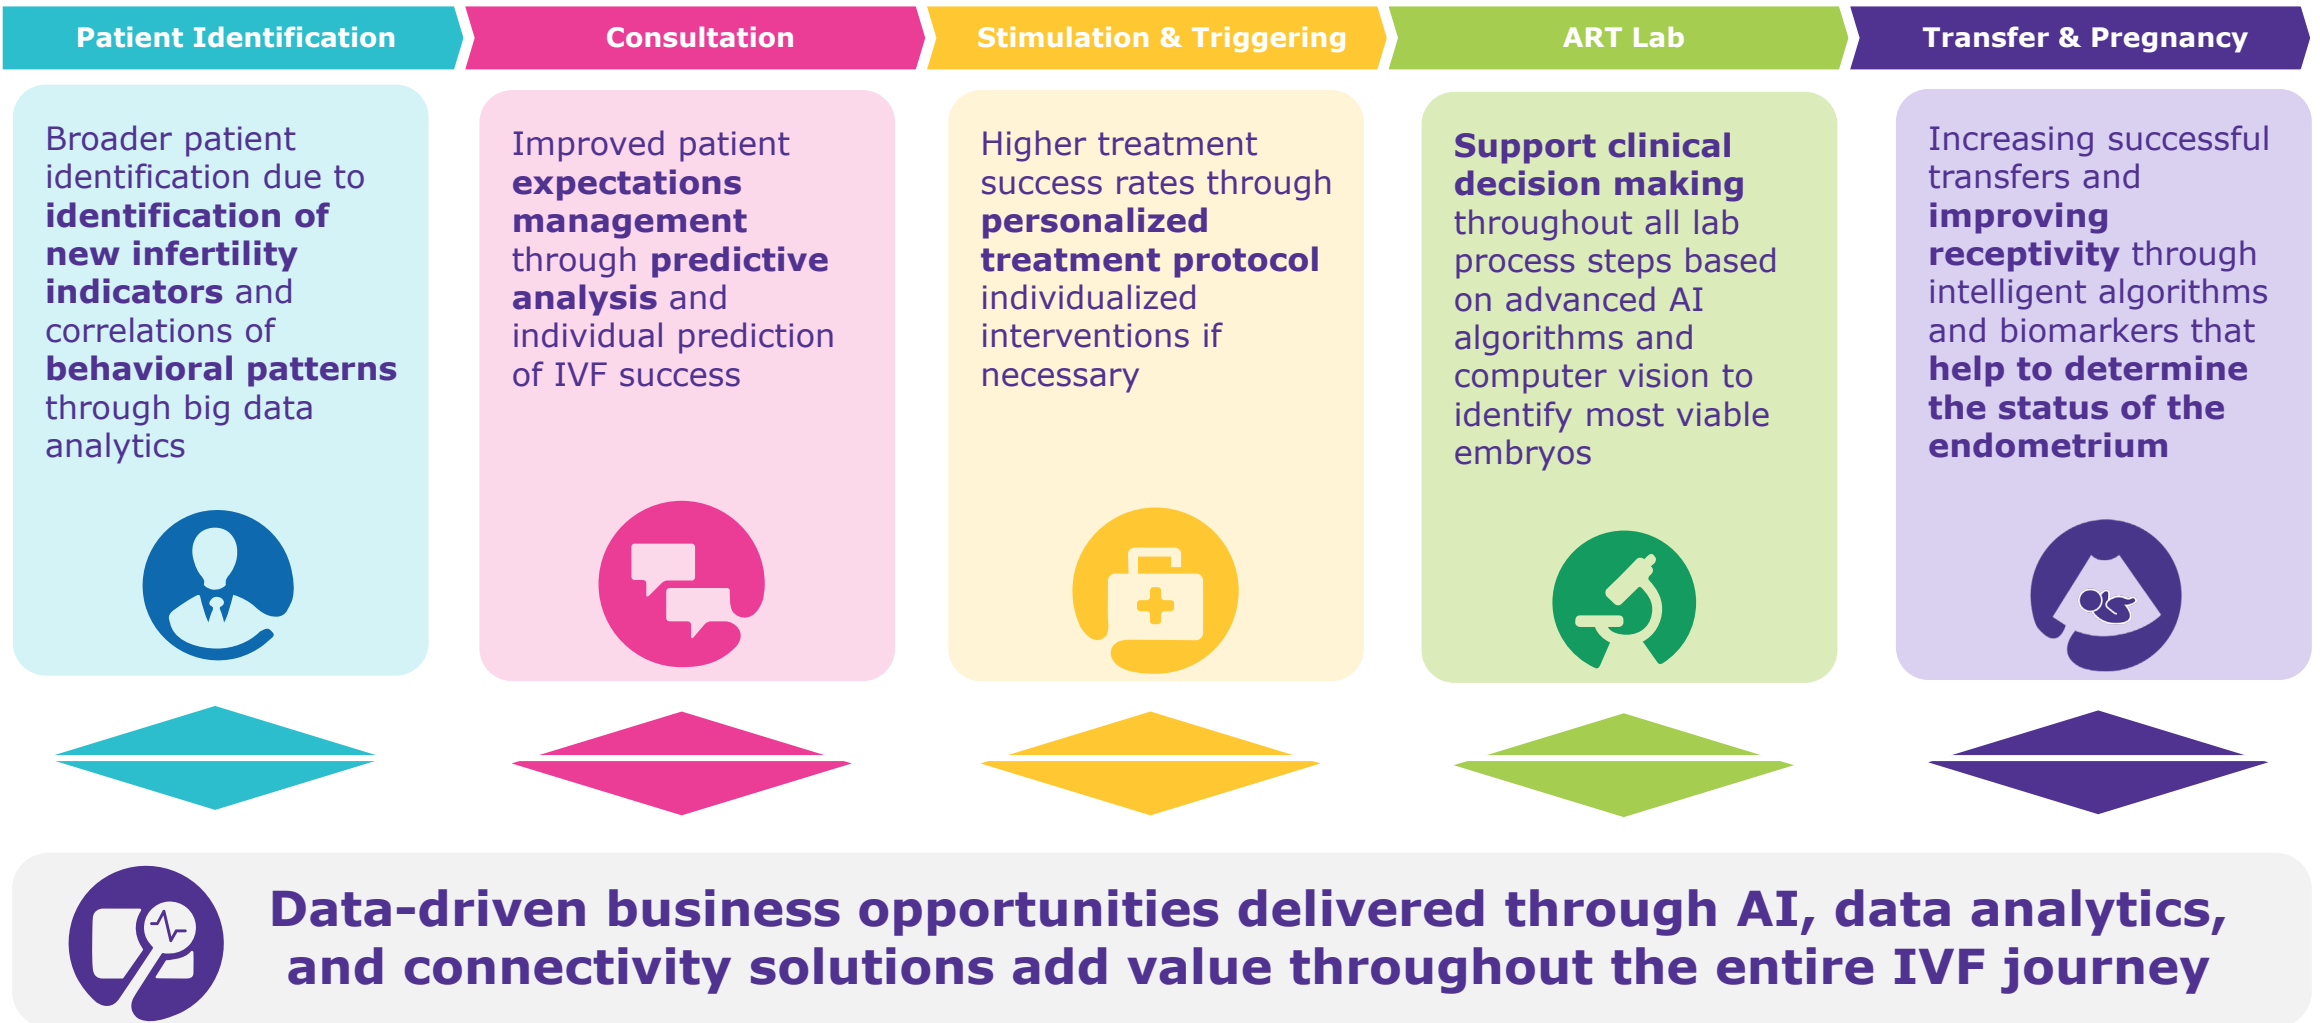 Patient Identification
Consultation
Stimulation & Triggering
ART Lab
Transfer & Pregnancy
Broader patient
identification due to
identification of
new infertility
indicators and
correlations of
behavioral patterns
through big data
analytics
Improved patient
expectations
management
through predictive
analysis and
individual prediction
of IVF success
Higher treatment
success rates through
personalized
treatment protocol
individualized
interventions if
necessary
Support clinical
decision making
throughout all lab
process steps based
on advanced AI
algorithms and
computer vision to
identify most viable
embryos
Increasing successful
transfers and
improving
receptivity through
intelligent algorithms
and biomarkers that
help to determine
the status of the
endometrium
Data-driven business opportunities delivered through AI, data analytics,
and connectivity solutions add value throughout the entire IVF journey